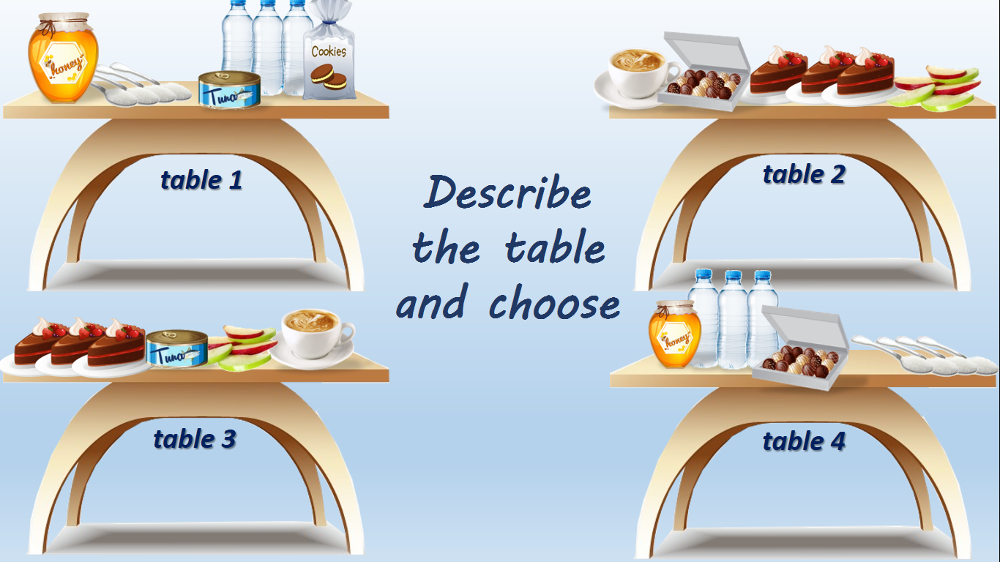 honey
Tuna
Cookies
table 1
table 2
Describe
the table
and choose
Tuna
honey
table 3
table 4